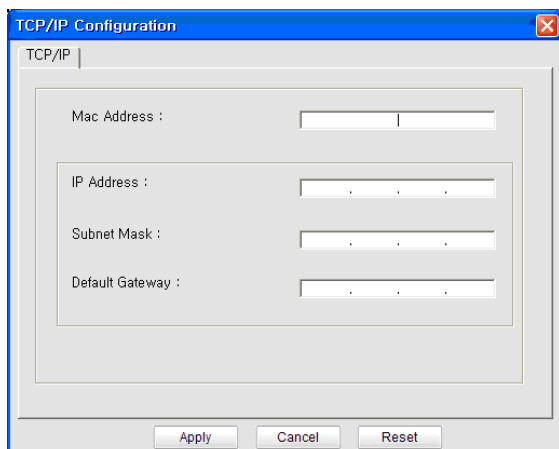 TCP/IP Configuration
TCP/IP
Mac Address :
IP Address :
. . .
Subnet Mask :
. . .
Default Gateway :
. . .
Apply Cancel Reset